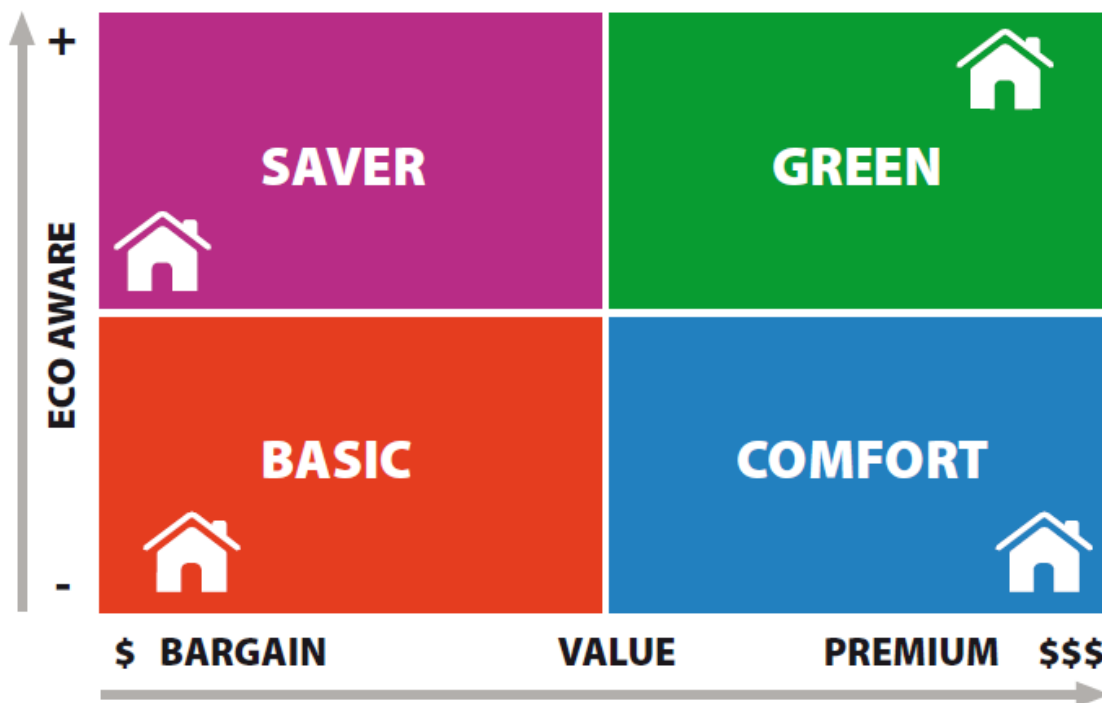 +
SAVER
GREEN
ECO AWARE
BASIC
COMFORT
-
$ BARGAIN VALUE PREMIUM $$$